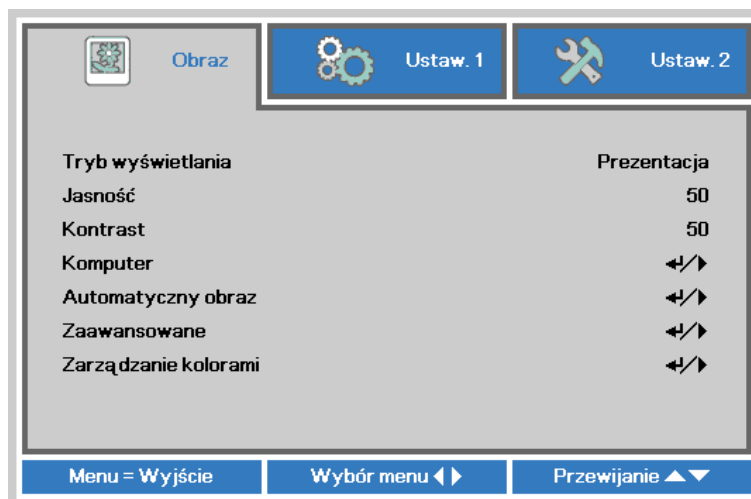 Obraz Ustaw. 1 Ustaw. 2
Tryb wyświetlania Prezentacja
Jasność 50
Kontrast 50
Komputer
Automatyczny obraz
Zaawansowane
Zarządzanie kolorami
Menu = Wyjście Wybór menu Przewijanie